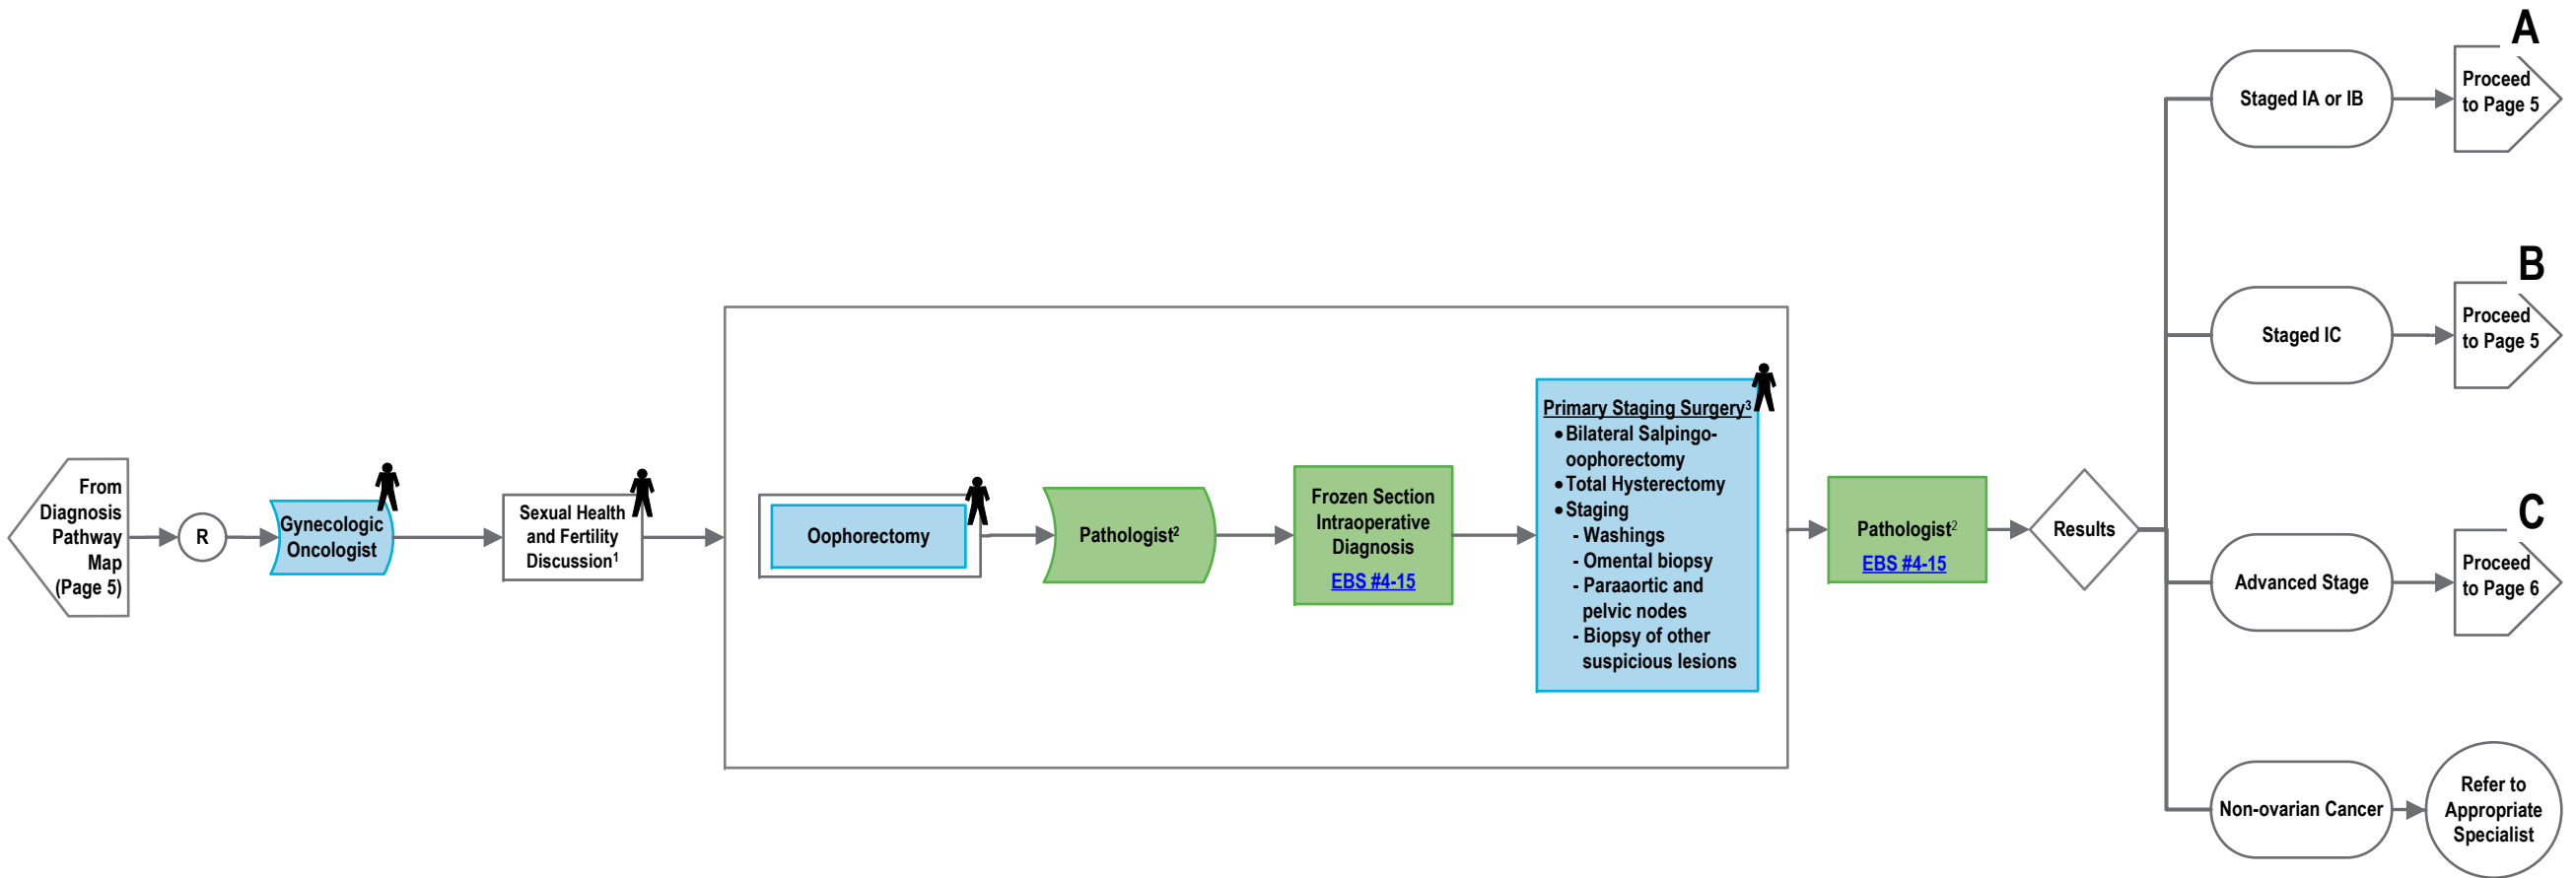 From
Diagnosis
Pathway
Map
(Page 5)
R
Gynecologic
Oncologist
Sexual Health
and Fertility
Discussion¹
Oophorectomy
Pathologist²
Frozen Section
Intraoperative
Diagnosis
EBS #4-15
Primary Staging Surgery³
• Bilateral Salpingo-
oophorectomy
• Total Hysterectomy
• Staging
- Washings
- Omental biopsy
- Paraaortic and
pelvic nodes
- Biopsy of other
suspicious lesions
Pathologist²
EBS #4-15
Results
Staged IA or IB
A
Proceed
to Page 5
Staged IC
B
Proceed
to Page 5
Advanced Stage
C
Proceed
to Page 6
Non-ovarian Cancer
Refer to
Appropriate
Specialist